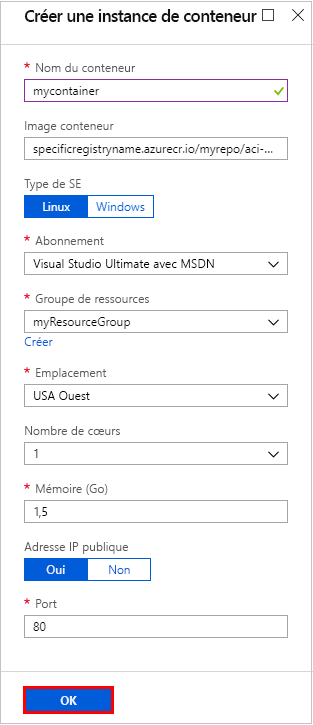 Créer une instance de conteneur
* Nom du conteneur
mycontainer
Image conteneur
specificregistryname.azurecr.io/myrepo/aci-...
Type de SE
Linux Windows
* Abonnement
Visual Studio Ultimate avec MSDN
* Groupe de ressources
myResourceGroup
Créer
* Emplacement
USA Ouest
Nombre de cœurs
1
* Mémoire (Go)
1,5
Adresse IP publique
Oui Non
* Port
80
OK